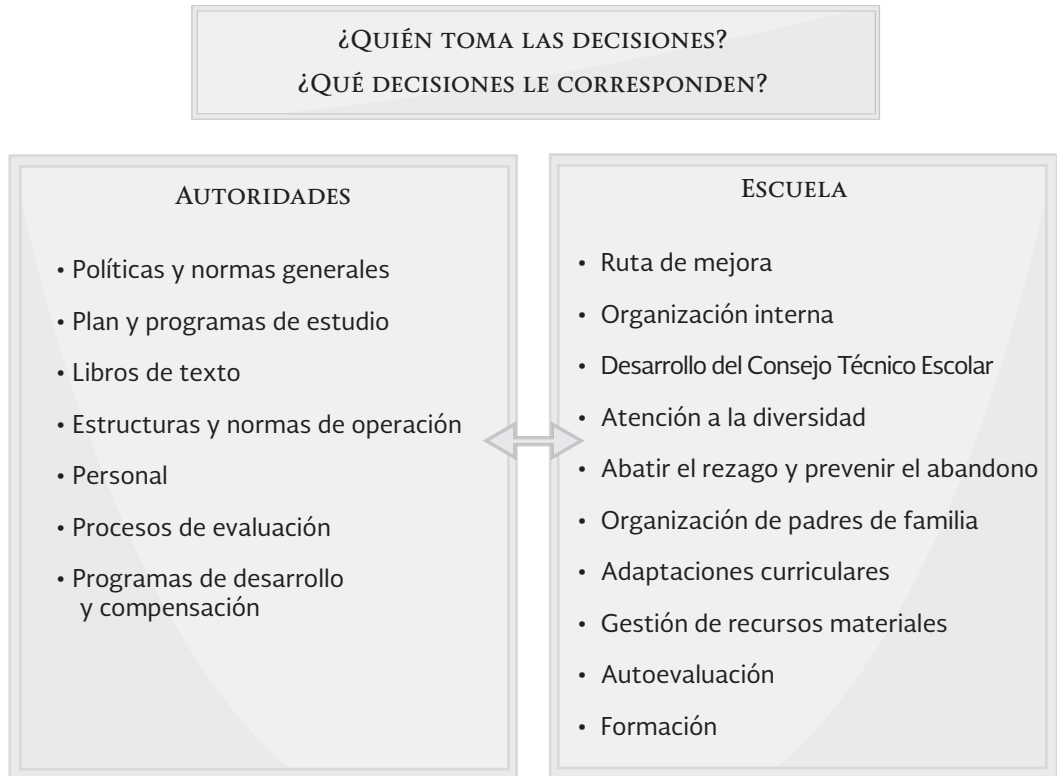 ¿Quién toma las decisiones?
¿Qué decisiones le corresponden?
Autoridades
• Políticas y normas generales
• Plan y programas de estudio
• Libros de texto
• Estructuras y normas de operación
• Personal
• Procesos de evaluación
• Programas de desarrollo
y compensación
Escuela
• Ruta de mejora
• Organización interna
• Desarrollo del Consejo Técnico Escolar
• Atención a la diversidad
• Abatir el rezago y prevenir el abandono
• Organización de padres de familia
• Adaptaciones curriculares
• Gestión de recursos materiales
• Autoevaluación
• Formación